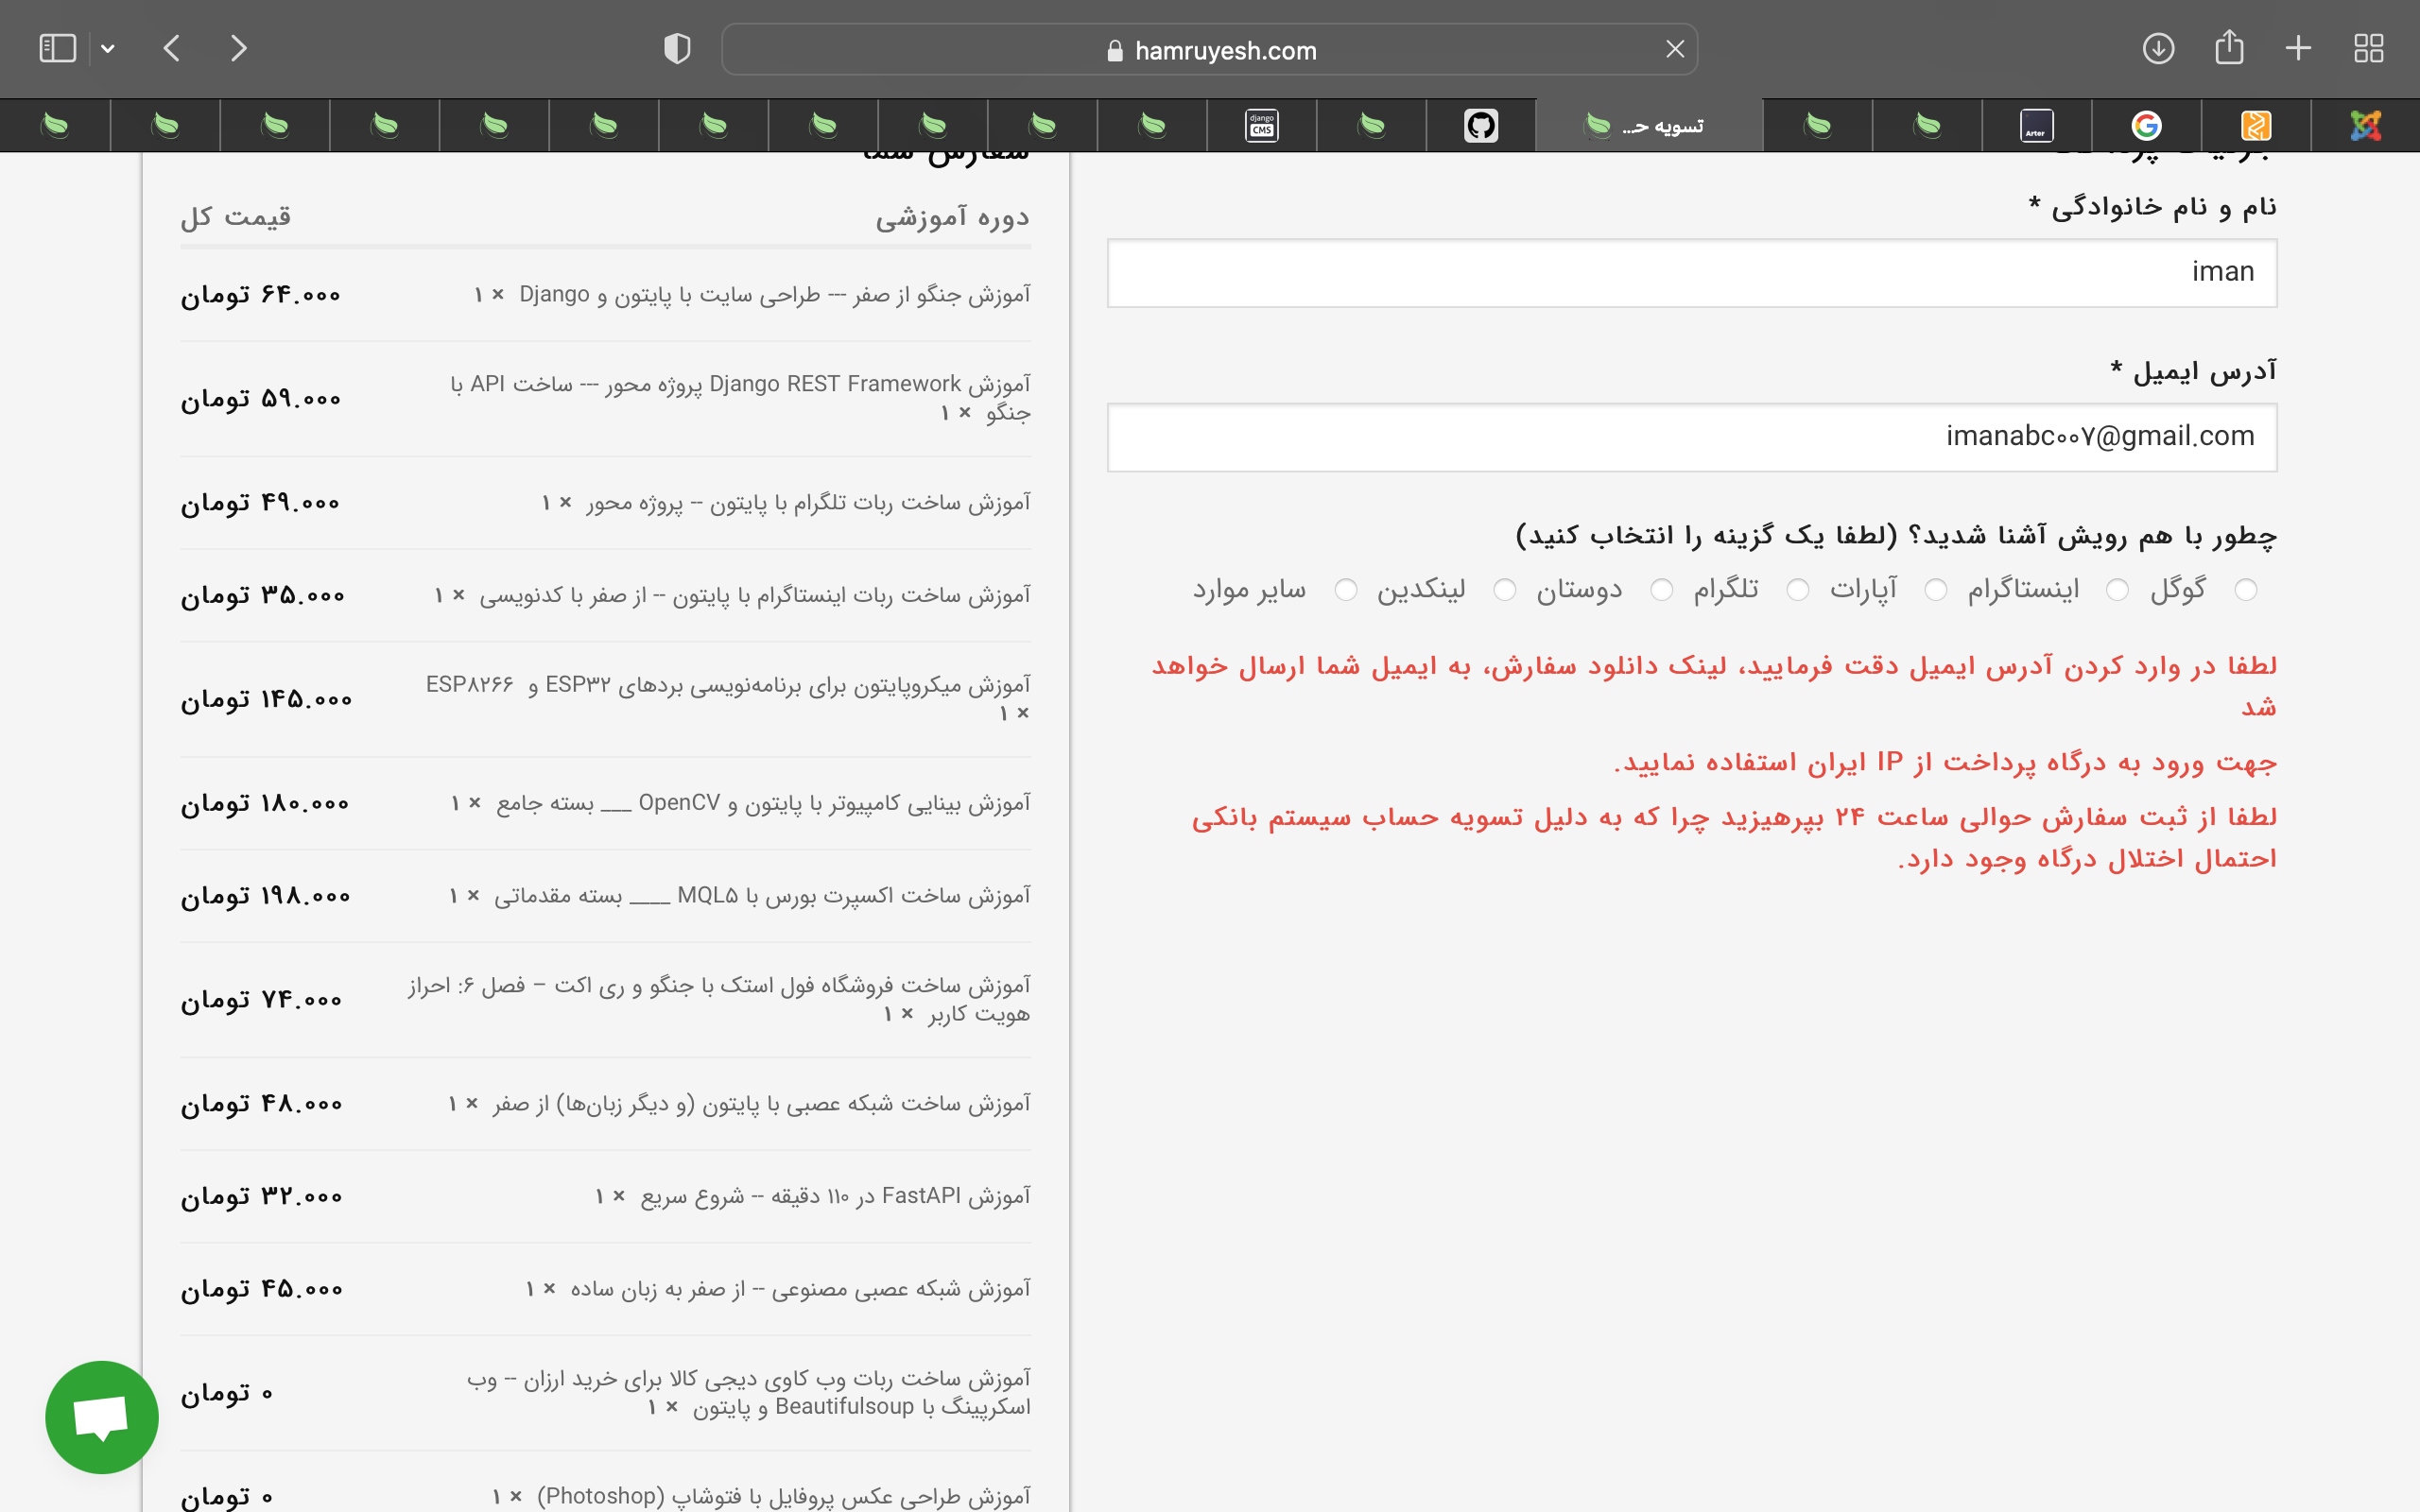 hamruyesh.com
django
CMS
تسویه حـ...
Arter
نام و نام خانوادگی *
iman
آدرس ایمیل *
imanabc۰۰۷@gmail.com
چطور با هم رویش آشنا شدید؟ (لطفا یک گزینه را انتخاب کنید)
گوگل اینستاگرام آپارات تلگرام دوستان لینکدین سایر موارد
لطفا در وارد کردن آدرس ایمیل دقت فرمایید، لینک دانلود سفارش، به ایمیل شما ارسال خواهد
شد
جهت ورود به درگاه پرداخت از IP ایران استفاده نمایید.
لطفا از ثبت سفارش حوالی ساعت ۲۴ بپرهیزید چرا که به دلیل تسویه حساب سیستم بانکی
احتمال اختلال درگاه وجود دارد.
سفارش شما
دوره آموزشی قیمت کل
آموزش جنگو از صفر --- طراحی سایت با پایتون و Django × ۱ ۶۴.۰۰۰ تومان
آموزش Django REST Framework پروژه محور --- ساخت API با
جنگو × ۱ ۵۹.۰۰۰ تومان
آموزش ساخت ربات تلگرام با پایتون -- پروژه محور × ۱ ۴۹.۰۰۰ تومان
آموزش ساخت ربات اینستاگرام با پایتون -- از صفر با کدنویسی × ۱ ۳۵.۰۰۰ تومان
آموزش میکروپایتون برای برنامه‌نویسی بردهای ESP۳۲ و ESP۸۲۶۶
× ۱ ۱۴۵.۰۰۰ تومان
آموزش بینایی کامپیوتر با پایتون و OpenCV ___ بسته جامع × ۱ ۱۸۰.۰۰۰ تومان
آموزش ساخت اکسپرت بورس با MQL۵ ____ بسته مقدماتی × ۱ ۱۹۸.۰۰۰ تومان
آموزش ساخت فروشگاه فول استک با جنگو و ری اکت – فصل ۶: احراز
هویت کاربر × ۱ ۷۴.۰۰۰ تومان
آموزش ساخت شبکه عصبی با پایتون (و دیگر زبان‌ها) از صفر × ۱ ۴۸.۰۰۰ تومان
آموزش FastAPI در ۱۱۰ دقیقه -- شروع سریع × ۱ ۳۲.۰۰۰ تومان
آموزش شبکه عصبی مصنوعی -- از صفر به زبان ساده × ۱ ۴۵.۰۰۰ تومان
آموزش ساخت ربات وب کاوی دیجی کالا برای خرید ارزان -- وب
اسکرپینگ با Beautifulsoup و پایتون × ۱ ۰ تومان
آموزش طراحی عکس پروفایل با فتوشاپ (Photoshop) × ۱ ۰ تومان